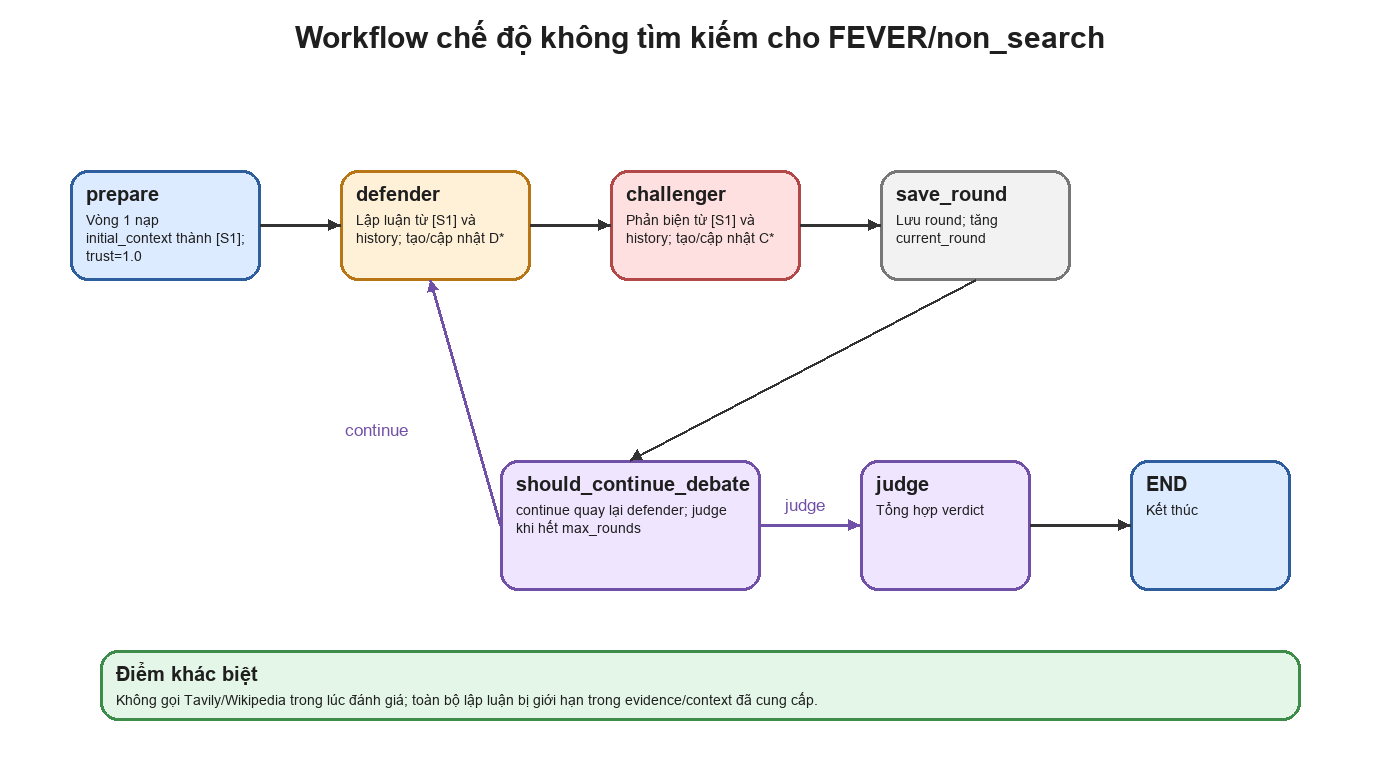 Workflow chế độ không tìm kiếm cho FEVER/non_search
prepare
Vòng 1 nạp
initial_context thành [S1];
trust=1.0
defender
Lập luận từ [S1] và
history; tạo/cập nhật D*
challenger
Phản biện từ [S1] và
history; tạo/cập nhật C*
save_round
Lưu round; tăng
current_round
continue
should_continue_debate
continue quay lại defender; judge
khi hết max_rounds
judge
judge
Tổng hợp verdict
END
Kết thúc
Điểm khác biệt
Không gọi Tavily/Wikipedia trong lúc đánh giá; toàn bộ lập luận bị giới hạn trong evidence/context đã cung cấp.